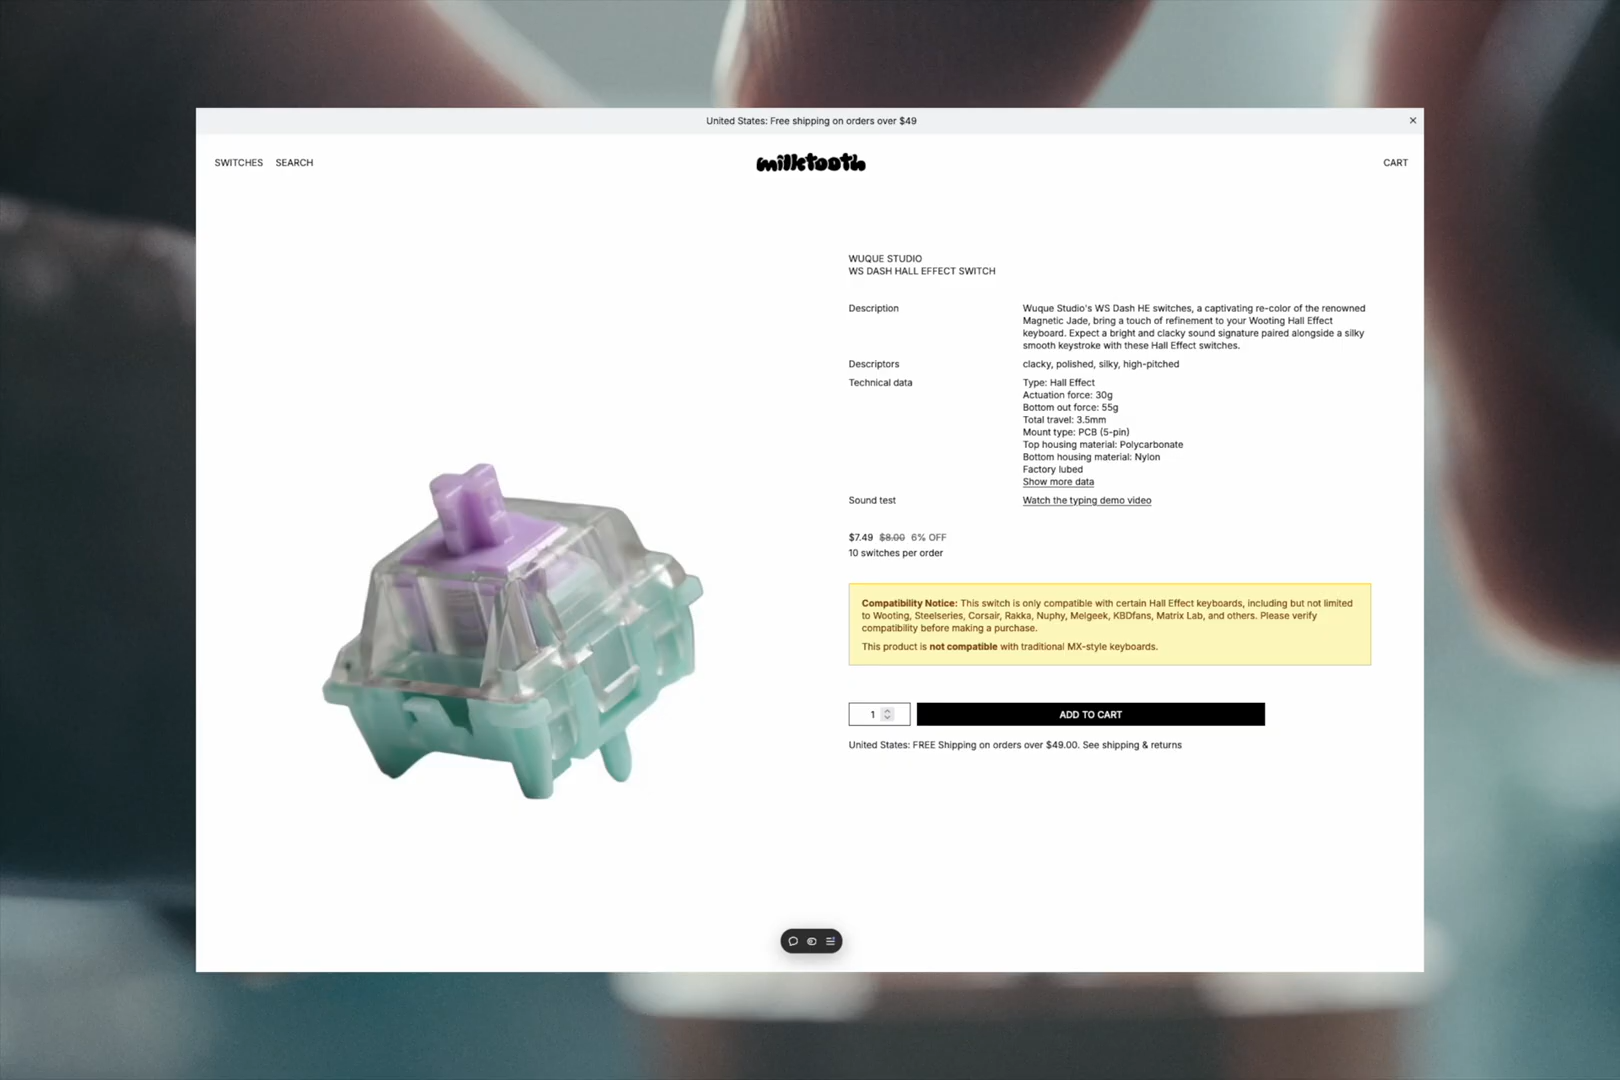 United States: Free shipping on orders over $49
SWITCHES SEARCH
milktooth
CART
WUQUE STUDIO
WS DASH HALL EFFECT SWITCH
Description
Wuque Studio's WS Dash HE switches, a captivating re-color of the renowned
Magnetic Jade, bring a touch of refinement to your Wooting Hall Effect
keyboard. Expect a bright and clacky sound signature paired alongside a silky
smooth keystroke with these Hall Effect switches.
Descriptors
clacky, polished, silky, high-pitched
Technical data
Type: Hall Effect
Actuation force: 30g
Bottom out force: 55g
Total travel: 3.5mm
Mount type: PCB (5-pin)
Top housing material: Polycarbonate
Bottom housing material: Nylon
Factory lubed
Show more data
Sound test
Watch the typing demo video
$7.49 $8.00 6% OFF
10 switches per order
Compatibility Notice: This switch is only compatible with certain Hall Effect keyboards, including but not limited
to Wooting, Steelseries, Corsair, Rakka, Nuphy, Melgeek, KBDfans, Matrix Lab, and others. Please verify
compatibility before making a purchase.
This product is not compatible with traditional MX-style keyboards.
1
ADD TO CART
United States: FREE Shipping on orders over $49.00. See shipping & returns